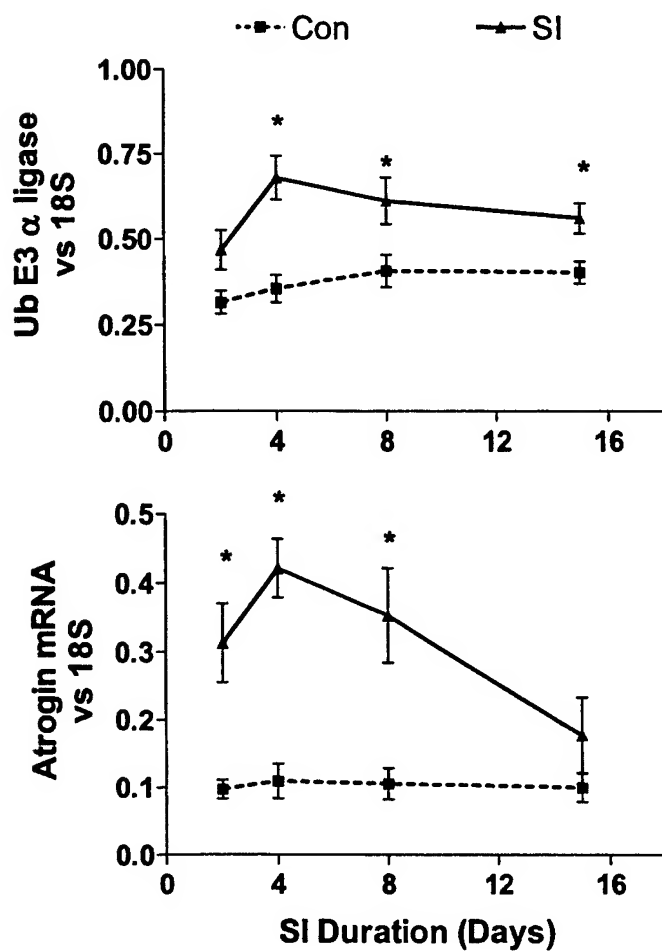 Con SI
Ub E3 α ligase
vs 18S
1.00
*
*
*
0.75
0.50
0.25
0.00
0 4 8 12 16
Atrogin mRNA
vs 18S
*
0.5
*
*
0.4
0.3
0.2
0.1
0.0
0 4 8 12 16
SI Duration (Days)